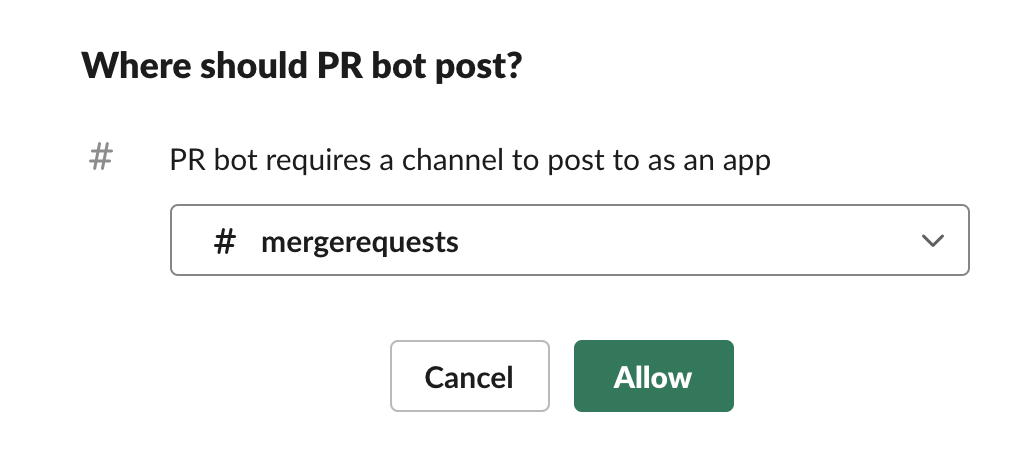 Where should PR bot post?
# PR bot requires a channel to post to as an app
# mergerequests
Cancel Allow